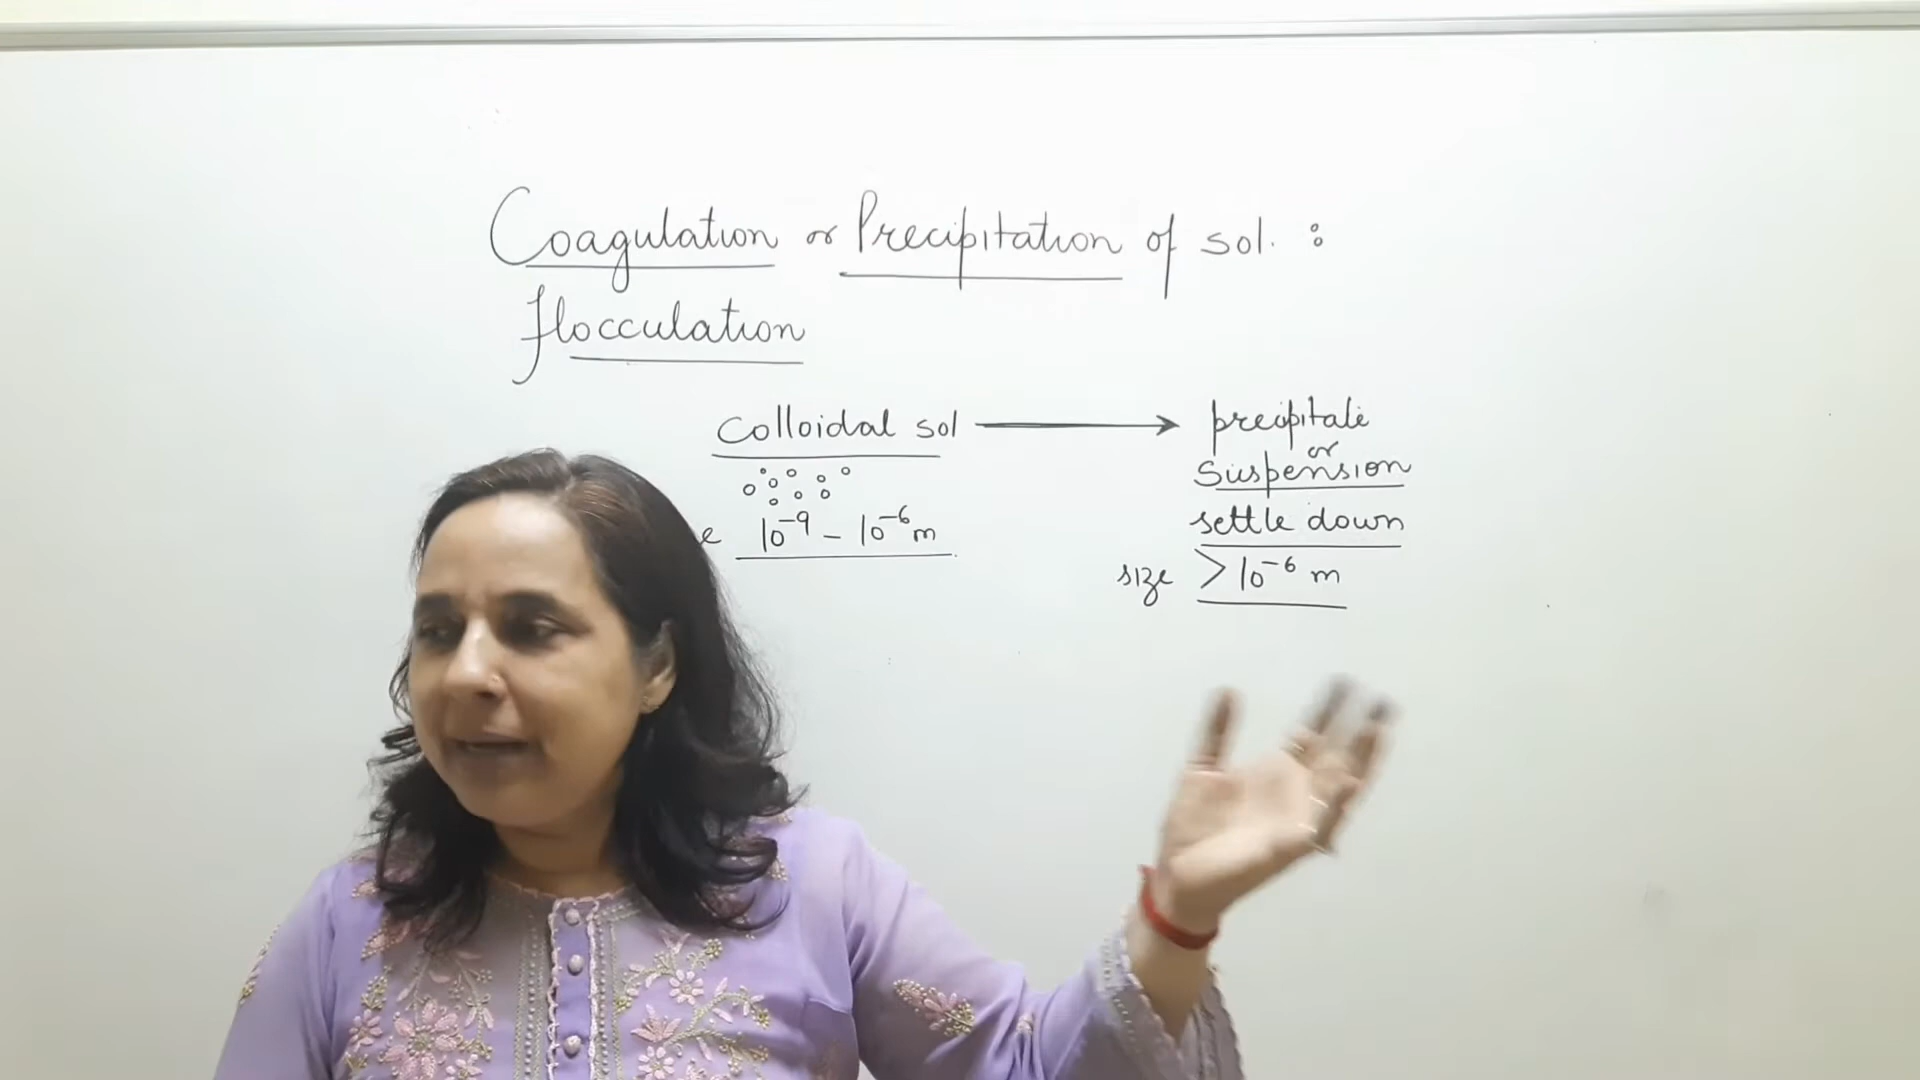 Coagulation or Precipitation of sol. :
flocculation
colloidal sol → precipitate
or
Suspension
settle down
10⁻⁹ – 10⁻⁶ m
size > 10⁻⁶ m